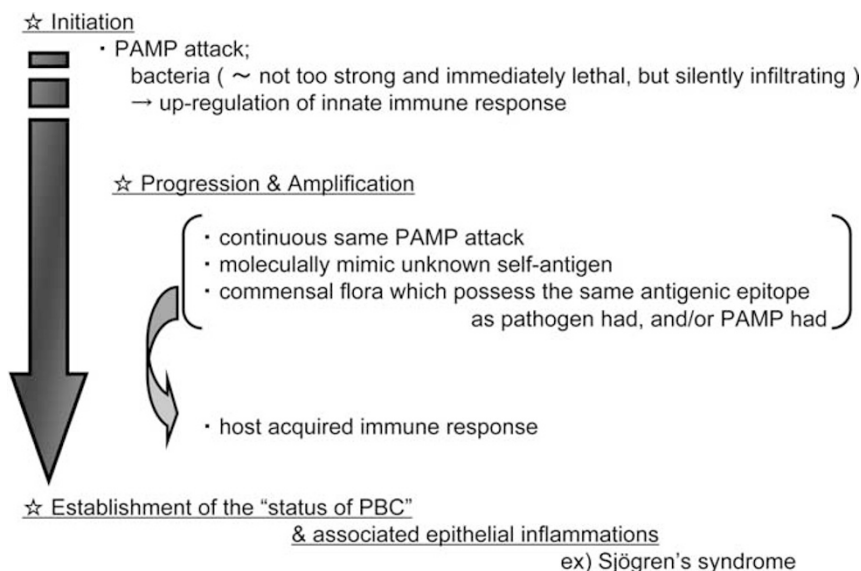 ☆ Initiation
・PAMP attack;
bacteria ( ～ not too strong and immediately lethal, but silently infiltrating )
→ up-regulation of innate immune response
☆ Progression & Amplification
・continuous same PAMP attack
・moleculally mimic unknown self-antigen
・commensal flora which possess the same antigenic epitope
as pathogen had, and/or PAMP had
・host acquired immune response
☆ Establishment of the “status of PBC”
& associated epithelial inflammations
ex) Sjögren’s syndrome